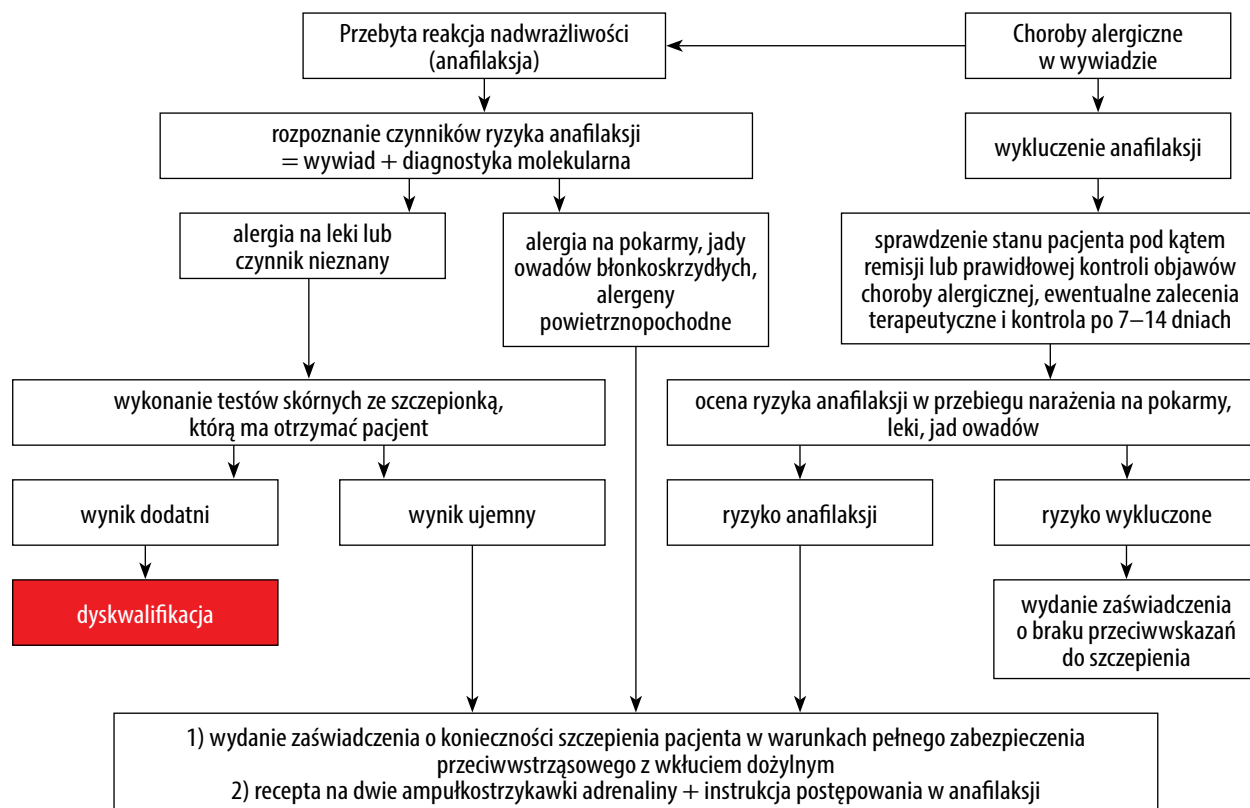 Przebyta reakcja nadwrażliwości
(anafilaksja)
Choroby alergiczne
w wywiadzie
rozpoznanie czynników ryzyka anafilaksji
= wywiad + diagnostyka molekularna
wykluczenie anafilaksji
alergia na leki lub
czynnik nieznany
alergia na pokarmy, jady
owadów błonkoskrzydłych,
alergeny
powietrznopochodne
sprawdzenie stanu pacjenta pod kątem
remisji lub prawidłowej kontroli objawów
choroby alergicznej, ewentualne zalecenia
terapeutyczne i kontrola po 7–14 dniach
wykonanie testów skórnych ze szczepionką,
którą ma otrzymać pacjent
ocena ryzyka anafilaksji w przebiegu narażenia na pokarmy,
leki, jad owadów
wynik dodatni
wynik ujemny
ryzyko anafilaksji
ryzyko wykluczone
dyskwalifikacja
wydanie zaświadczenia
o braku przeciwwskazań
do szczepienia
1) wydanie zaświadczenia o konieczności szczepienia pacjenta w warunkach pełnego zabezpieczenia
przeciwwstrząsowego z wkłuciem dożylnym
2) recepta na dwie ampułkostrzykawki adrenaliny + instrukcja postępowania w anafilaksji